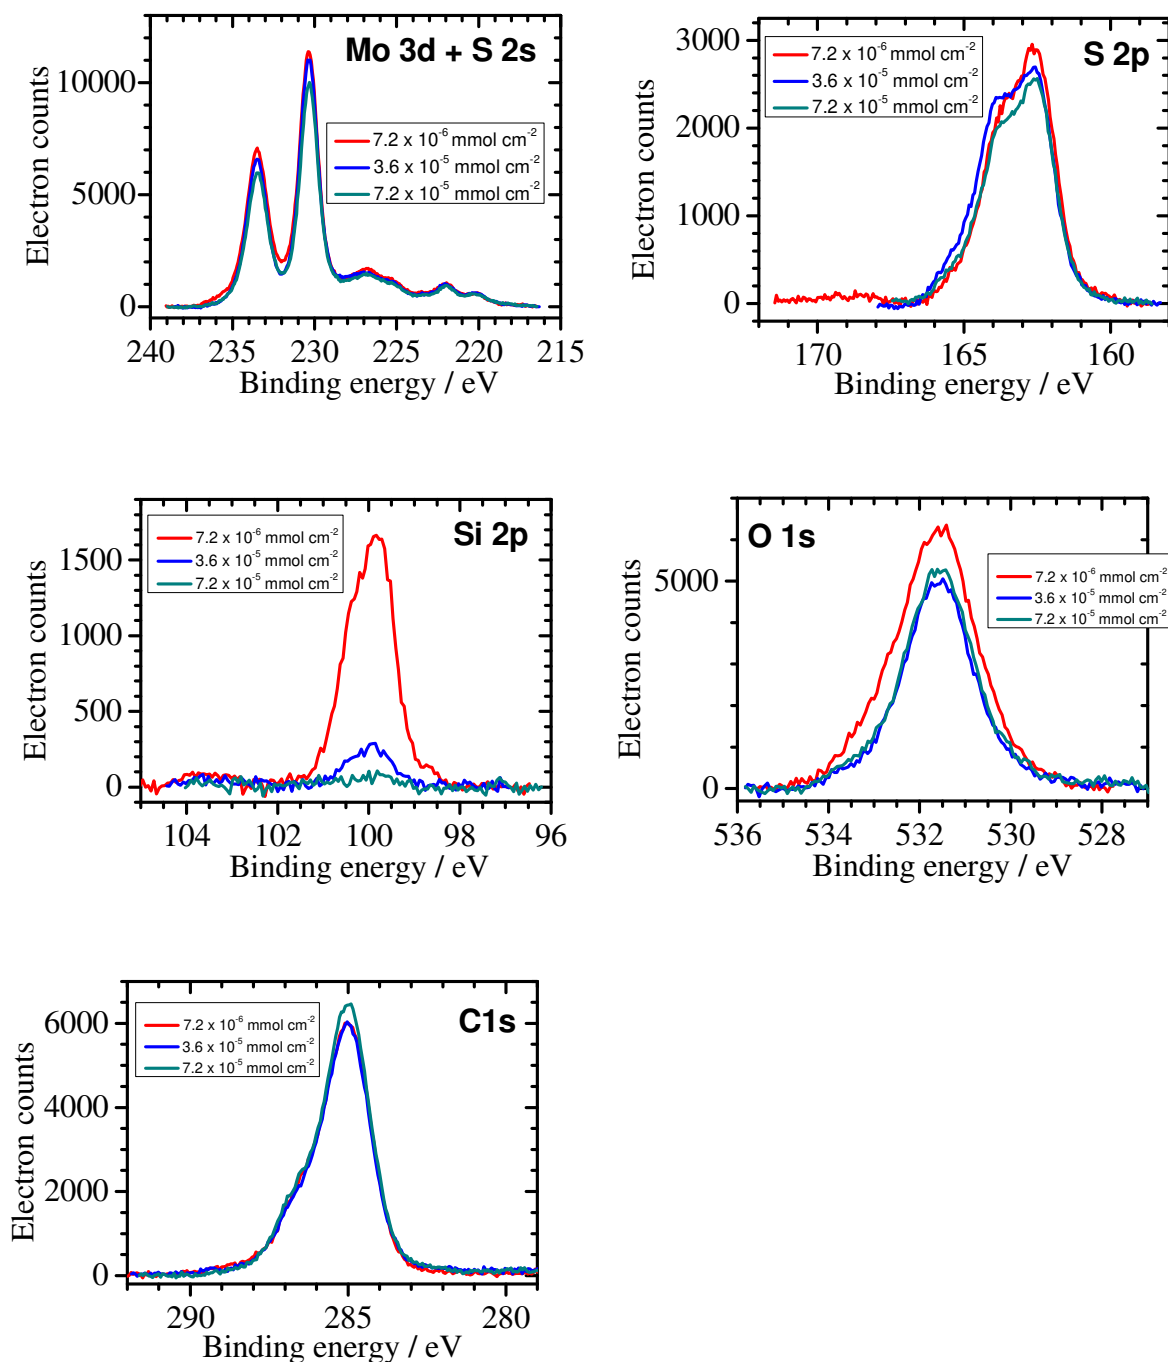 Mo 3d + S 2s
Electron counts
10000
5000
0
7.2 x 10⁻⁶ mmol cm⁻²
3.6 x 10⁻⁵ mmol cm⁻²
7.2 x 10⁻⁵ mmol cm⁻²
240 235 230 225 220 215
Binding energy / eV
S 2p
Electron counts
3000
2000
1000
0
7.2 x 10⁻⁶ mmol cm⁻²
3.6 x 10⁻⁵ mmol cm⁻²
7.2 x 10⁻⁵ mmol cm⁻²
170 165 160
Binding energy / eV
Si 2p
Electron counts
1500
1000
500
0
7.2 x 10⁻⁶ mmol cm⁻²
3.6 x 10⁻⁵ mmol cm⁻²
7.2 x 10⁻⁵ mmol cm⁻²
104 102 100 98 96
Binding energy / eV
O 1s
Electron counts
5000
0
7.2 x 10⁻⁶ mmol cm⁻²
3.6 x 10⁻⁵ mmol cm⁻²
7.2 x 10⁻⁵ mmol cm⁻²
536 534 532 530 528
Binding energy / eV
C1s
Electron counts
6000
4000
2000
0
7.2 x 10⁻⁶ mmol cm⁻²
3.6 x 10⁻⁵ mmol cm⁻²
7.2 x 10⁻⁵ mmol cm⁻²
290 285 280
Binding energy / eV